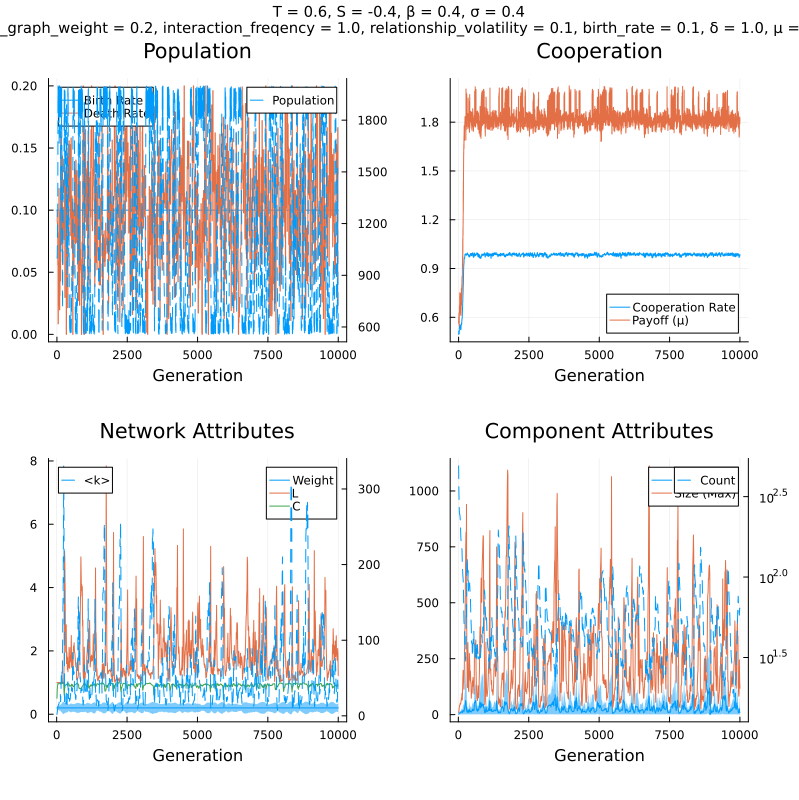 T = 0.6, S = -0.4, β = 0.4, σ = 0.4
_graph_weight = 0.2, interaction_freqency = 1.0, relationship_volatility = 0.1, birth_rate = 0.1, δ = 1.0, μ =
Population
Cooperation
0.20
0.15
0.10
0.05
0.00
Birth Rate
Death Rate
Population
1800
1500
1200
900
600
0 2500 5000 7500 10000
Generation
1.8
1.5
1.2
0.9
0.6
Cooperation Rate
Payoff (μ)
0 2500 5000 7500 10000
Generation
Network Attributes
Component Attributes
8
6
4
2
0
<k>
Weight
L
C
300
200
100
0
0 2500 5000 7500 10000
Generation
1000
750
500
250
0
Count
Size (Max)
10^2.5
10^2.0
10^1.5
0 2500 5000 7500 10000
Generation